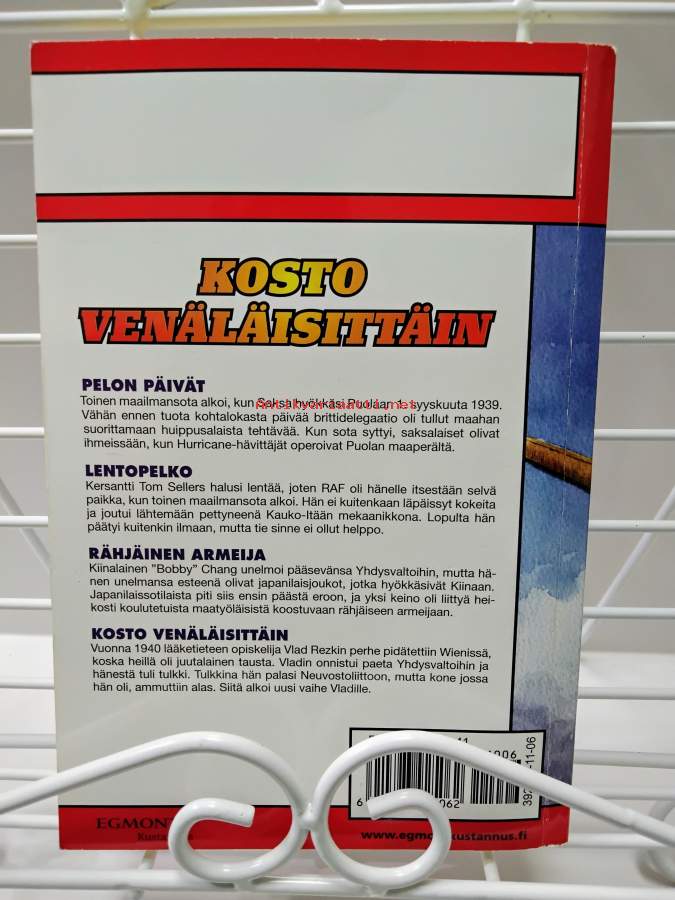 KOSTO
VENÄLÄISITTÄIN
PELON PÄIVÄT
Toinen maailmansota alkoi, kun Saksa hyökkäsi Puolaan 1. syyskuuta 1939.
antikvariaatti.net
Vähän ennen tuota kohtalokasta päivää brittidelegaatio oli tullut maahan
suorittamaan huippusalaista tehtävää. Kun sota syttyi, saksalaiset olivat
ihmeissään, kun Hurricane-hävittäjät operoivat Puolan maaperältä.
LENTOPELKO
Kersantti Tom Sellers halusi lentää, joten RAF oli hänelle itsestään selvä
paikka, kun toinen maailmansota alkoi. Hän ei kuitenkaan läpäissyt kokeita
ja joutui lähtemään pettyneenä Kauko-Itään mekaanikkona. Lopulta hän
päätyi kuitenkin ilmaan, mutta tie sinne ei ollut helppo.
RÄHJÄINEN ARMEIJA
Kiinalainen ”Bobby” Chang unelmoi pääsevänsa Yhdysvaltoihin, mutta hä-
nen unelmansa esteenä olivat japanilaisjoukot, jotka hyökkäsivät Kiinaan.
Japanilaissotilaista piti siis ensin päästä eroon, ja yksi keino oli liittyä hei-
kosti koulutetuista maatyöläisistä koostuvaan rähjäiseen armeijaan.
KOSTO VENÄLÄISITTÄIN
Vuonna 1940 lääketieteen opiskelija Vlad Rezkin perhe pidätettiin Wienissä,
koska heillä oli juutalainen tausta. Vladin onnistui paeta Yhdysvaltoihin ja
hänestä tuli tulkki. Tulkkina hän palasi Neuvostoliittoon, mutta kone jossa
hän oli, ammuttiin alas. Siitä alkoi uusi vaihe Vladille.
EGMONT